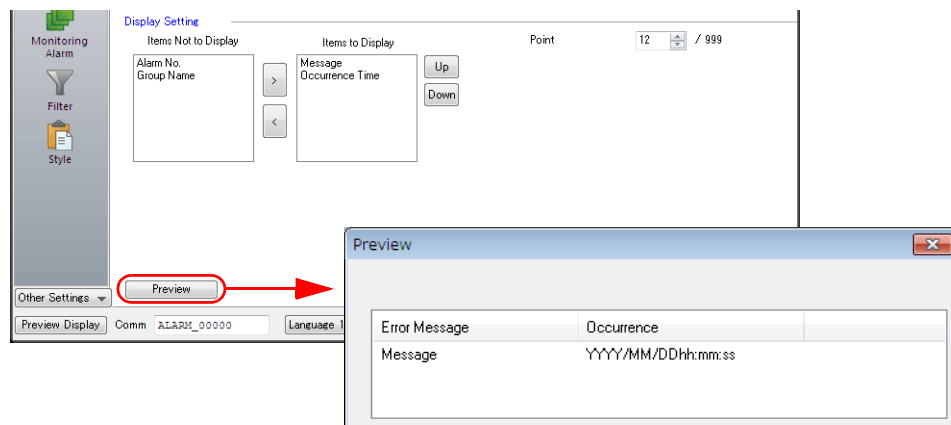 Display Setting
Monitoring
Alarm
Filter
Style
Items Not to Display
Alarm No.
Group Name
>
<
Items to Display
Message
Occurrence Time
Up
Down
Point
12
/ 999
Other Settings
Preview
Preview Display
Comm
ALARM_00000
Language 1
Preview
Error Message
Occurrence
Message
YYYY/MM/DDhh:mm:ss